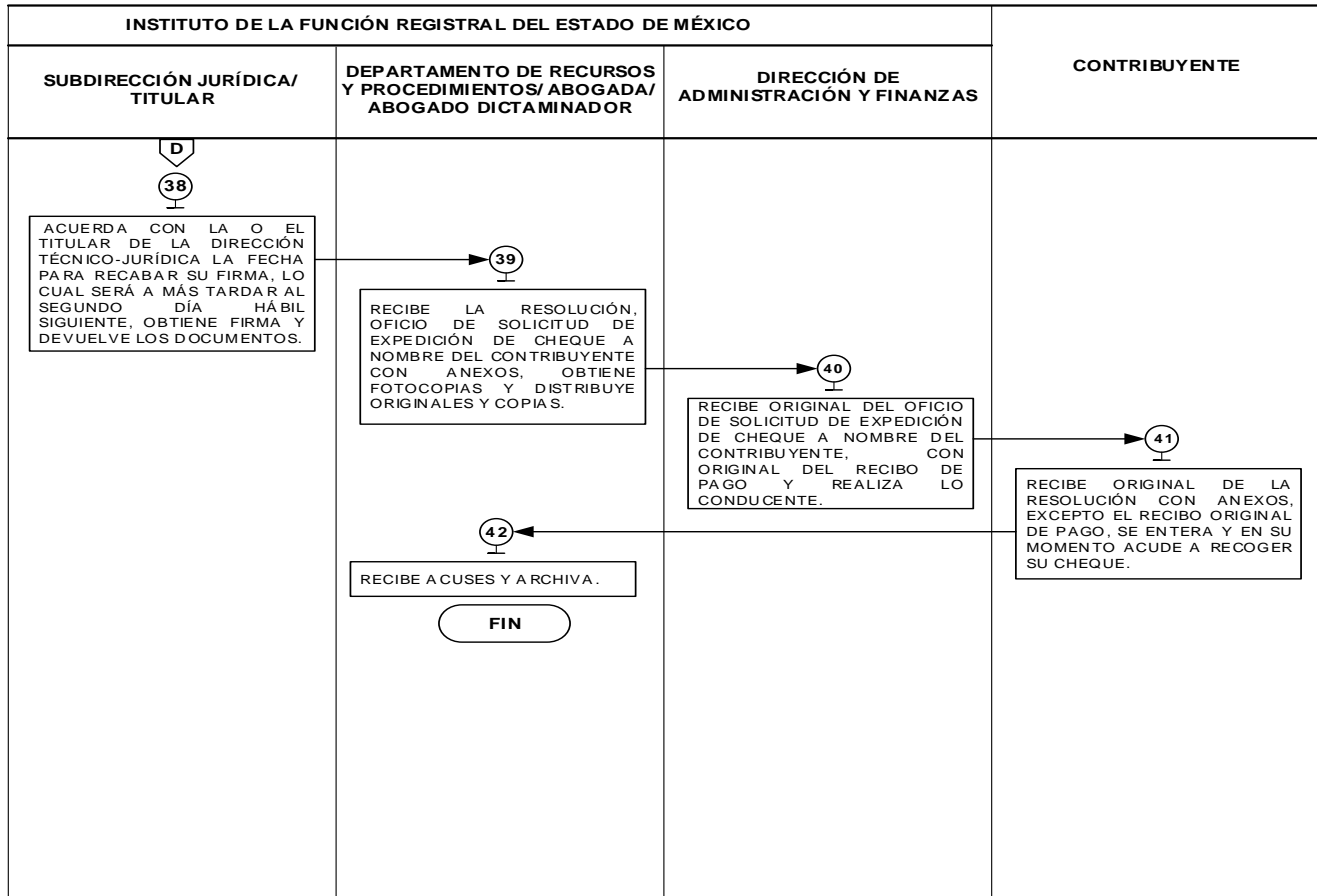 INSTITUTO DE LA FUNCIÓN REGISTRAL DEL ESTADO DE MÉXICO
SUBDIRECCIÓN JURÍDICA/
TITULAR
DEPARTAMENTO DE RECURSOS
Y PROCEDIMIENTOS/ ABOGADA/
ABOGADO DICTAMINADOR
DIRECCIÓN DE
ADMINISTRACIÓN Y FINANZAS
CONTRIBUYENTE
D
38
ACUERDA CON LA O EL
TITULAR DE LA DIRECCIÓN
TÉCNICO-JURÍDICA LA FECHA
PARA RECABAR SU FIRMA, LO
CUAL SERÁ A MÁS TARDAR AL
SEGUNDO DÍA HÁBIL
SIGUIENTE, OBTIENE FIRMA Y
DEVUELVE LOS DOCUMENTOS.
39
RECIBE LA RESOLUCIÓN,
OFICIO DE SOLICITUD DE
EXPEDICIÓN DE CHEQUE A
NOMBRE DEL CONTRIBUYENTE
CON ANEXOS, OBTIENE
FOTOCOPIAS Y DISTRIBUYE
ORIGINALES Y COPIAS.
40
RECIBE ORIGINAL DEL OFICIO
DE SOLICITUD DE EXPEDICIÓN
DE CHEQUE A NOMBRE DEL
CONTRIBUYENTE, CON
ORIGINAL DEL RECIBO DE
PAGO Y REALIZA LO
CONDUCENTE.
41
RECIBE ORIGINAL DE LA
RESOLUCIÓN CON ANEXOS,
EXCEPTO EL RECIBO ORIGINAL
DE PAGO, SE ENTERA Y EN SU
MOMENTO ACUDE A RECOGER
SU CHEQUE.
42
RECIBE ACUSES Y ARCHIVA.
FIN